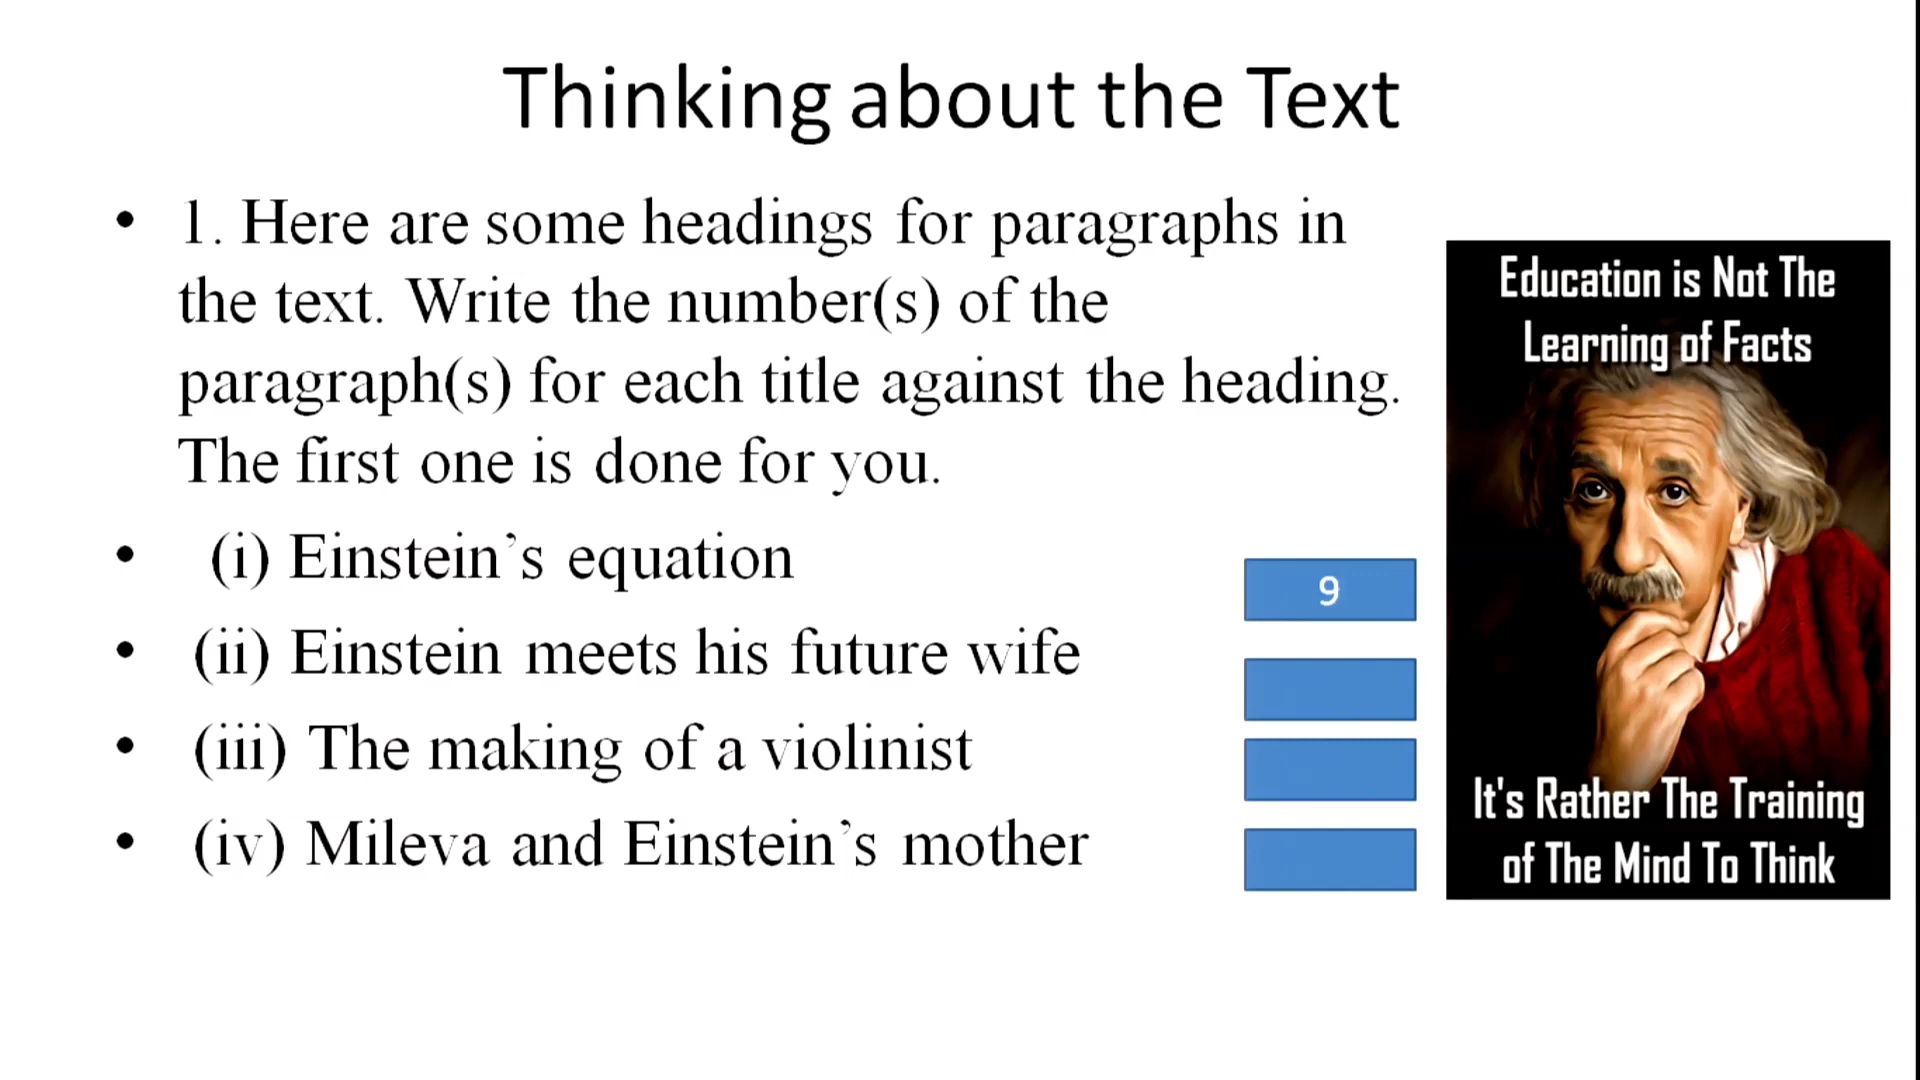 Thinking about the Text
• 1. Here are some headings for paragraphs in
the text. Write the number(s) of the
paragraph(s) for each title against the heading.
The first one is done for you.
• (i) Einstein’s equation
9
• (ii) Einstein meets his future wife
• (iii) The making of a violinist
• (iv) Mileva and Einstein’s mother
Education is Not The
Learning of Facts
It's Rather The Training
of The Mind To Think